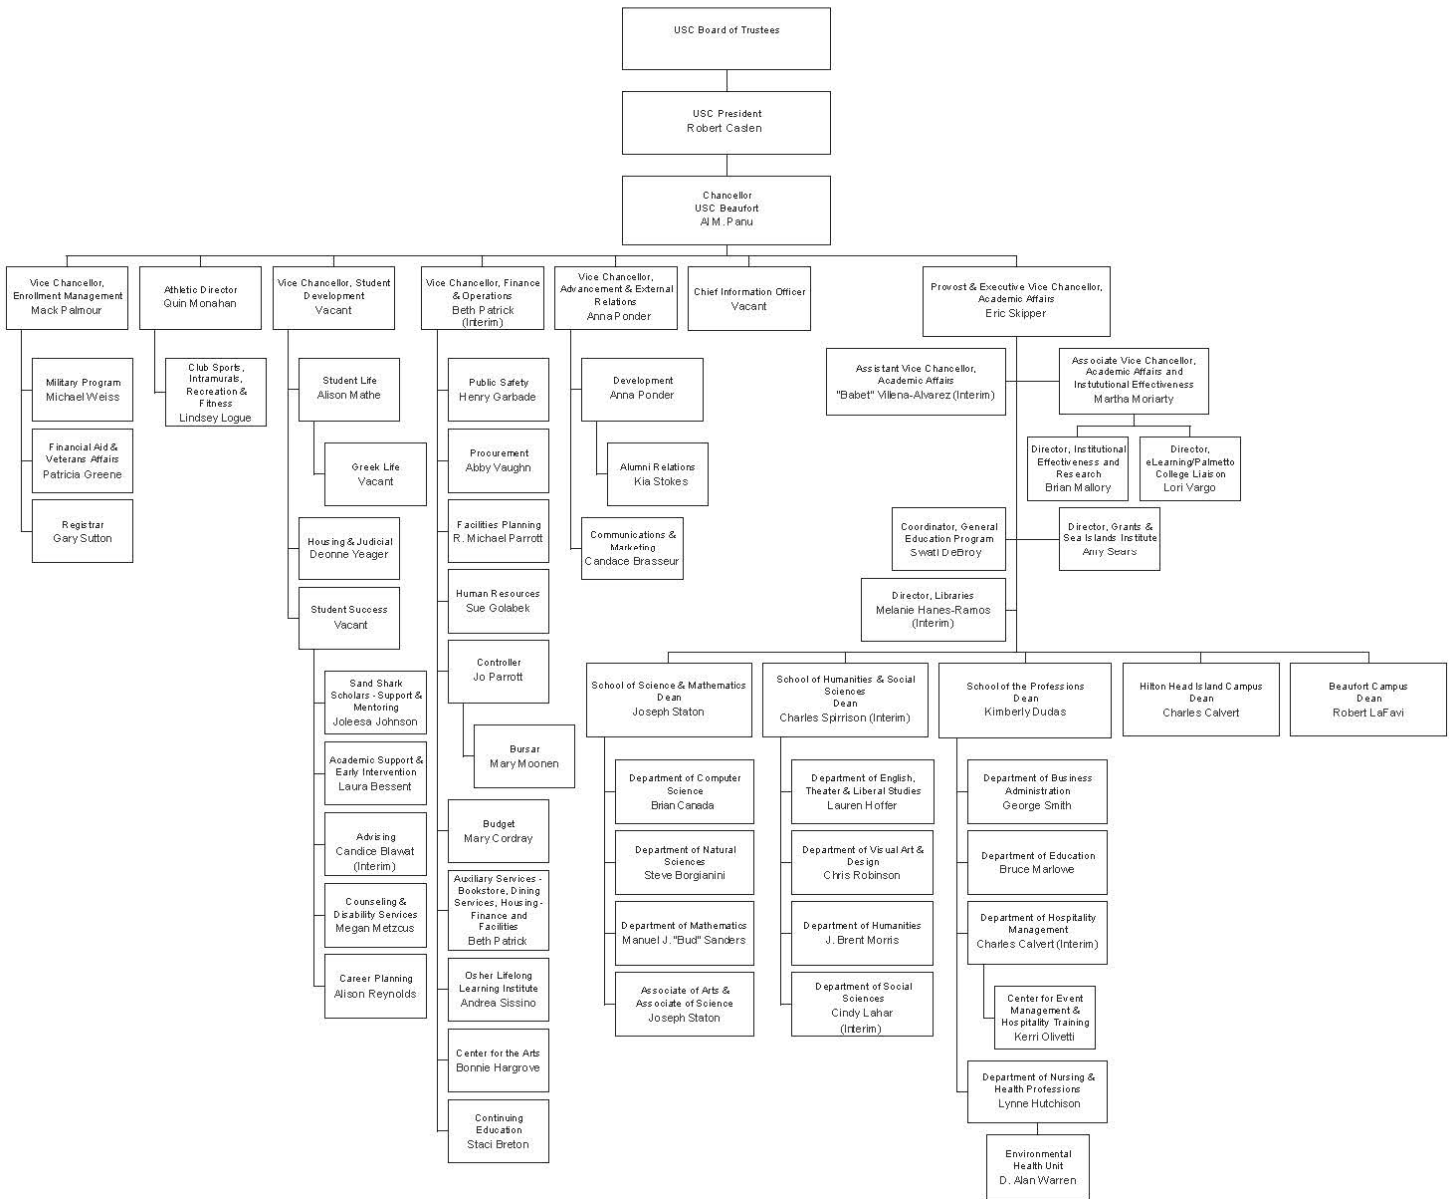 USC Board of Trustees
USC President
Robert Caslen
Chancellor
USC Beaufort
Al M. Panu
Vice Chancellor,
Enrollment Management
Mack Palmour
Athletic Director
Quin Monahan
Vice Chancellor, Student
Development
Vacant
Vice Chancellor, Finance
& Operations
Beth Patrick
(Interim)
Vice Chancellor,
Advancement & External
Relations
Anna Ponder
Chief Information Officer
Vacant
Provost & Executive Vice Chancellor,
Academic Affairs
Eric Skipper
Military Program
Michael Weiss
Financial Aid &
Veterans Affairs
Patricia Greene
Registrar
Gary Sutton
Club Sports,
Intramurals,
Recreation &
Fitness
Lindsey Logue
Student Life
Alison Mathe
Greek Life
Vacant
Housing & Judicial
Deonne Yeager
Student Success
Vacant
Sand Shark
Scholars - Support &
Mentoring
Joleesa Johnson
Academic Support &
Early Intervention
Laura Bessent
Advising
Candice Blawat
(Interim)
Counseling &
Disability Services
Megan Metzcus
Career Planning
Alison Reynolds
Public Safety
Henry Garbade
Procurement
Abby Vaughn
Facilities Planning
R. Michael Parrott
Human Resources
Sue Golabek
Controller
Jo Parrott
Bursar
Mary Moonen
Budget
Mary Cordray
Auxiliary Services -
Bookstore, Dining
Services, Housing -
Finance and
Facilities
Beth Patrick
Osher Lifelong
Learning Institute
Andrea Sissino
Center for the Arts
Bonnie Hargrove
Continuing
Education
Staci Breton
Development
Anna Ponder
Alumni Relations
Kia Stokes
Communications &
Marketing
Candace Brasseur
Assistant Vice Chancellor,
Academic Affairs
"Babet" Villena-Alvarez (Interim)
Associate Vice Chancellor,
Academic Affairs and
Instutional Effectiveness
Martha Moriarty
Director, Institutional
Effectiveness and
Research
Brian Mallory
Director,
eLearning/Palmetto
College Liaison
Lori Vargo
Coordinator, General
Education Program
Swati DeBroy
Director, Grants &
Sea Islands Institute
Amy Sears
Director, Libraries
Melanie Hanes-Ramos
(Interim)
School of Science & Mathematics
Dean
Joseph Staton
School of Humanities & Social
Sciences
Dean
Charles Spirrison (Interim)
School of the Professions
Dean
Kimberly Dudas
Hilton Head Island Campus
Dean
Charles Calvert
Beaufort Campus
Dean
Robert LaFavi
Department of Computer
Science
Brian Canada
Department of Natural
Sciences
Steve Borgianini
Department of Mathematics
Manuel J."Bud" Sanders
Associate of Arts &
Associate of Science
Joseph Staton
Department of English,
Theater & Liberal Studies
Lauren Hoffer
Department of Visual Art &
Design
Chris Robinson
Department of Humanities
J. Brent Morris
Department of Social
Sciences
Cindy Lahar
(Interim)
Department of Business
Administration
George Smith
Department of Education
Bruce Marlowe
Department of Hospitality
Management
Charles Calvert (Interim)
Center for Event
Management &
Hospitality Training
Kerri Olivetti
Department of Nursing &
Health Professions
Lynne Hutchison
Environmental
Health Unit
D. Alan Warren